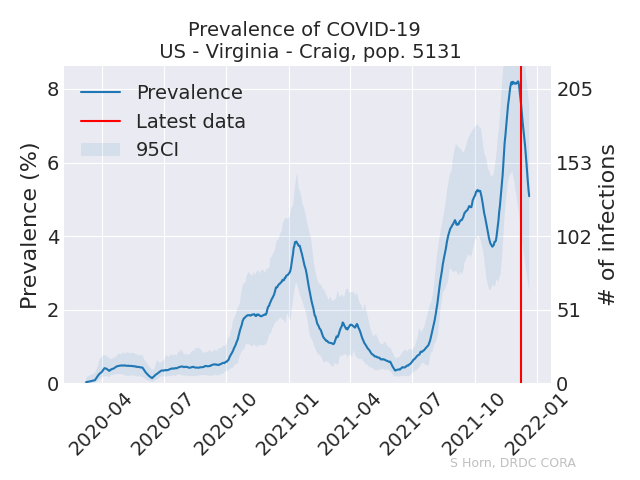 Prevalence of COVID-19
US - Virginia - Craig, pop. 5131
Prevalence
Latest data
95CI
Prevalence (%)
8
6
4
2
0
205
153
102
51
0
# of infections
2020-04
2020-07
2020-10
2021-01
2021-04
2021-07
2021-10
2022-01
S Horn, DRDC CORA